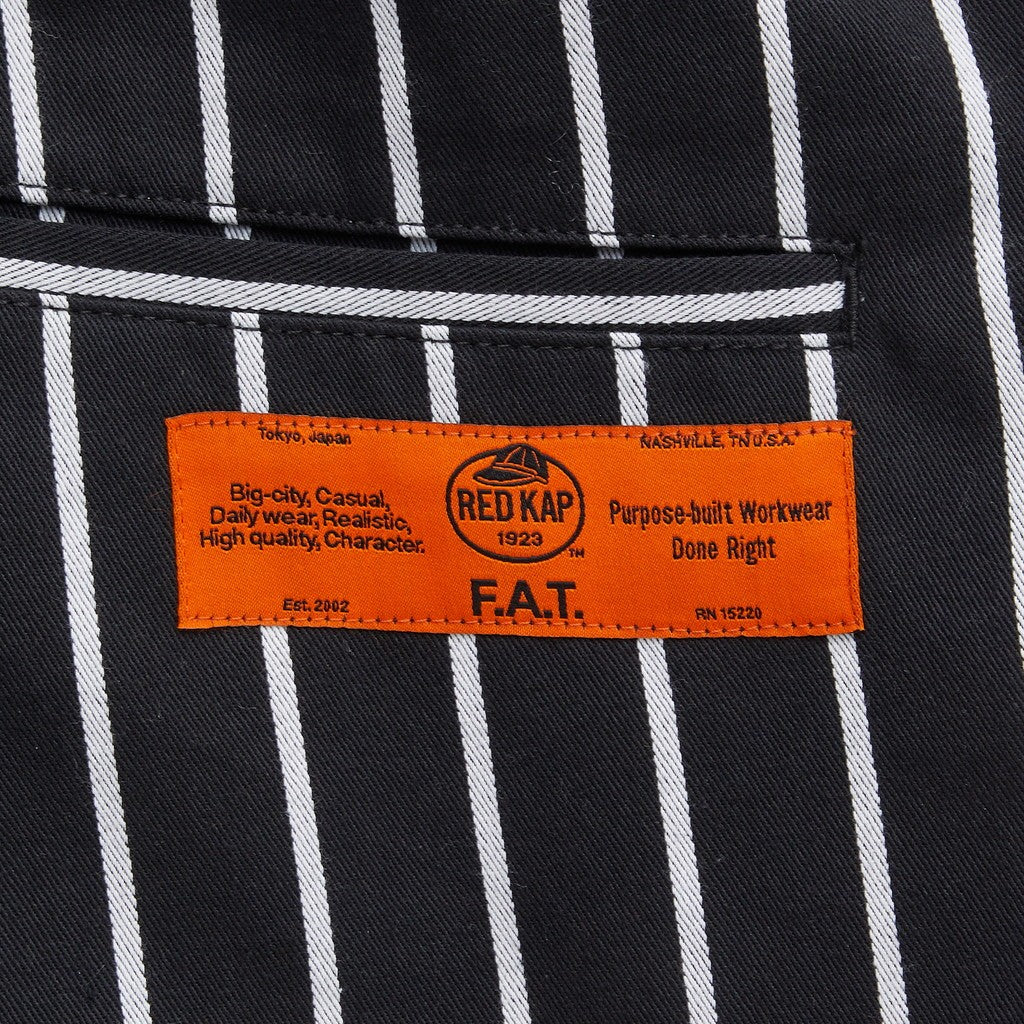 Tokyo, Japan
Big-city, Casual,
Daily wear, Realistic,
High quality, Character.
Est. 2002
RED KAP
1923
™
F.A.T.
NASHVILLE, TN U.S.A.
Purpose-built Workwear
Done Right
RN 15220